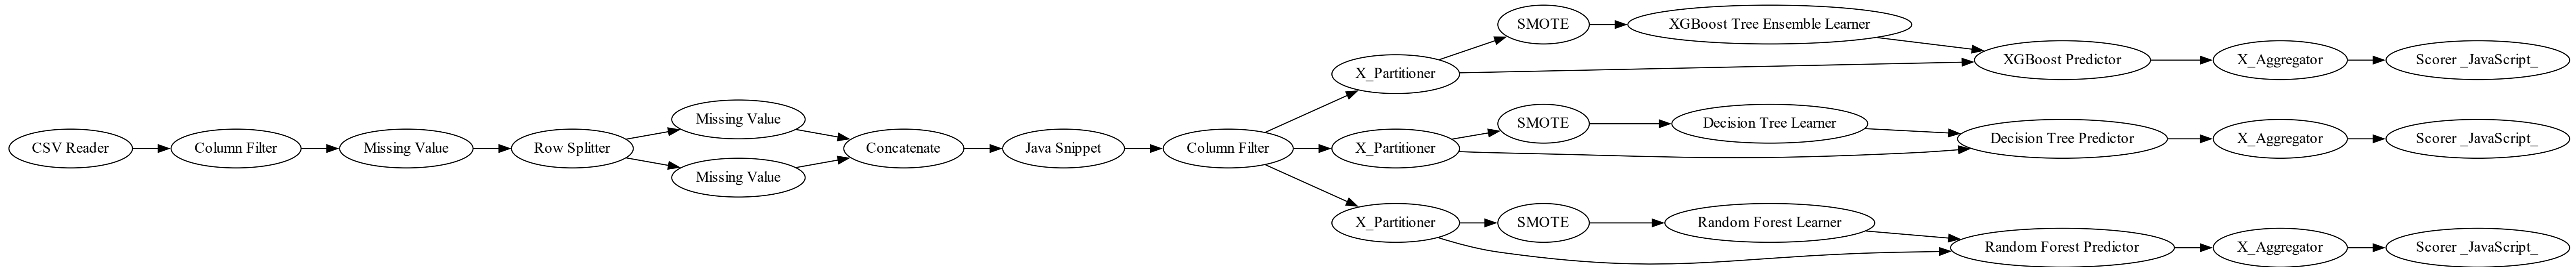 CSV Reader
Column Filter
Missing Value
Row Splitter
Missing Value
Missing Value
Concatenate
Java Snippet
Column Filter
X_Partitioner
SMOTE
XGBoost Tree Ensemble Learner
XGBoost Predictor
X_Aggregator
Scorer _JavaScript_
X_Partitioner
SMOTE
Decision Tree Learner
Decision Tree Predictor
X_Aggregator
Scorer _JavaScript_
X_Partitioner
SMOTE
Random Forest Learner
Random Forest Predictor
X_Aggregator
Scorer _JavaScript_